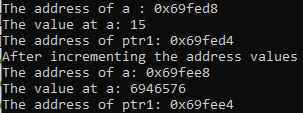 The address of a : 0x69fed8
The value at a: 15
The address of ptr1: 0x69fed4
After incrementing the address values
The address of a: 0x69fee8
The value at a: 6946576
The address of ptr1: 0x69fee4